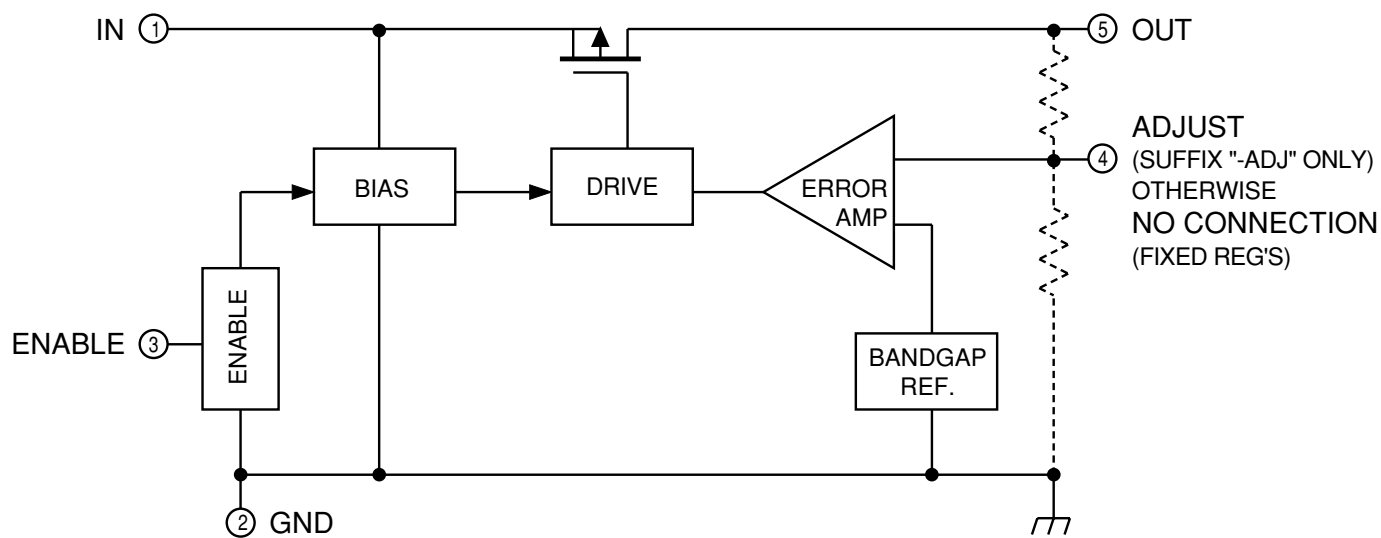 IN 1
5 OUT
ADJUST
4 (SUFFIX "-ADJ" ONLY)
OTHERWISE
NO CONNECTION
(FIXED REG'S)
BIAS
DRIVE
ERROR
AMP
ENABLE 3
ENABLE
BANDGAP
REF.
2 GND